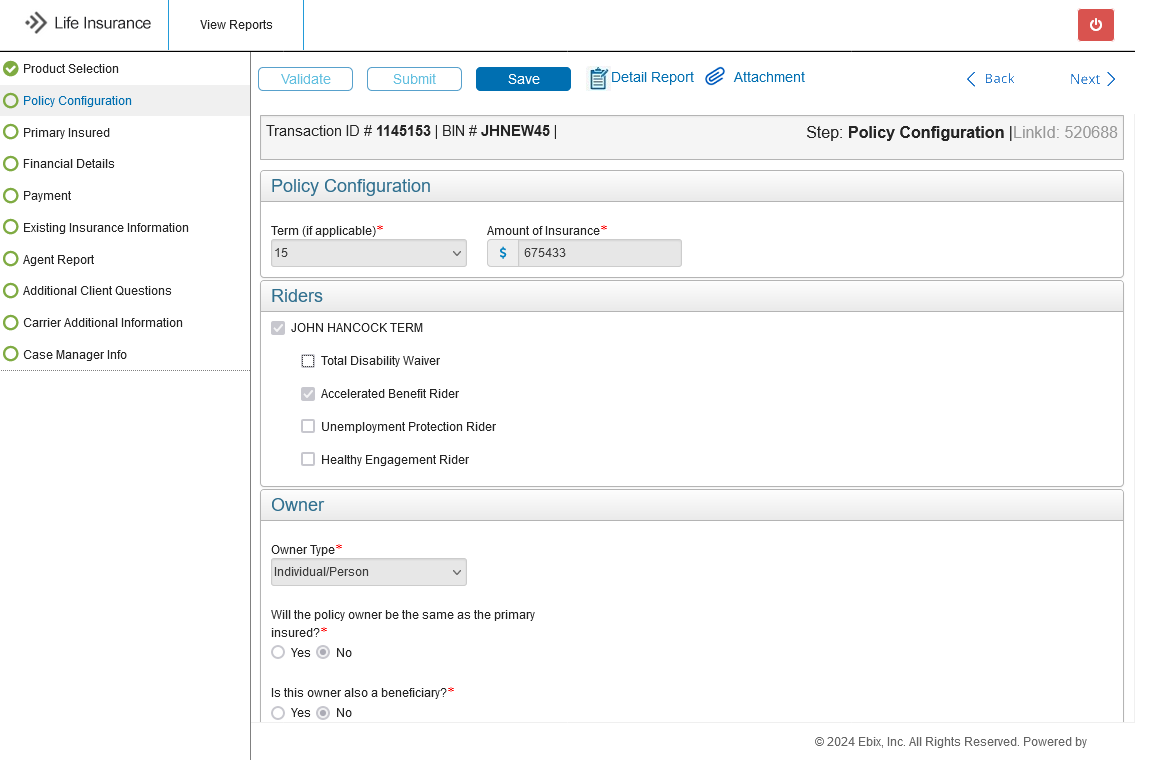 Life Insurance
View Reports
Product Selection
Policy Configuration
Primary Insured
Financial Details
Payment
Existing Insurance Information
Agent Report
Additional Client Questions
Carrier Additional Information
Case Manager Info
Validate Submit Save Detail Report Attachment Back Next
Transaction ID # 1145153 | BIN # JHNEW45 | Step: Policy Configuration |LinkId: 520688
Policy Configuration
Term (if applicable)* Amount of Insurance*
15 $ 675433
Riders
JOHN HANCOCK TERM
Total Disability Waiver
Accelerated Benefit Rider
Unemployment Protection Rider
Healthy Engagement Rider
Owner
Owner Type*
Individual/Person
Will the policy owner be the same as the primary
insured?*
Yes No
Is this owner also a beneficiary?*
Yes No
© 2024 Ebix, Inc. All Rights Reserved. Powered by